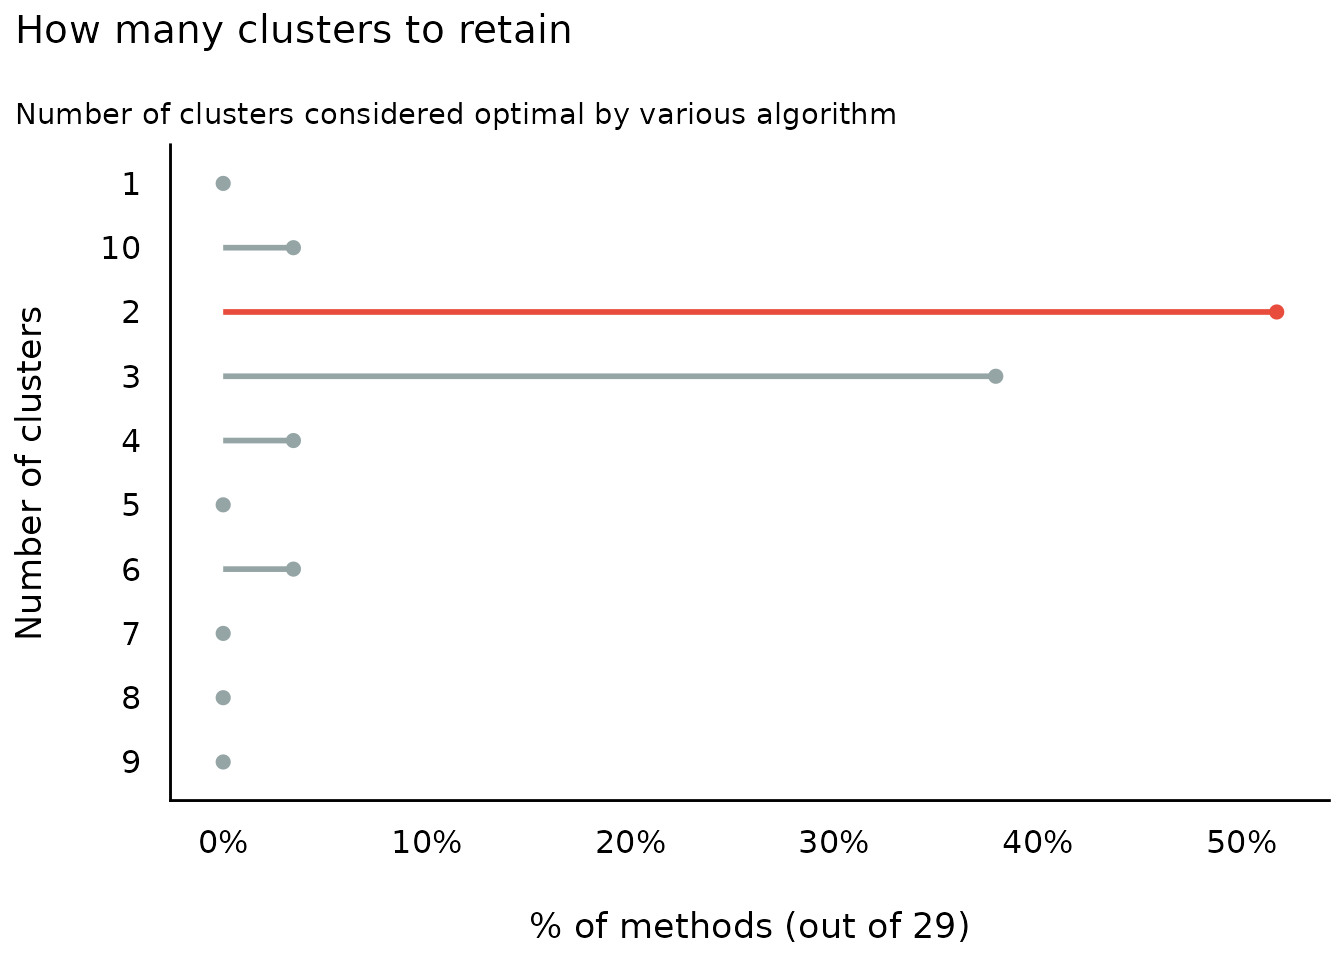 How many clusters to retain
Number of clusters considered optimal by various algorithm
Number of clusters
1
10
2
3
4
5
6
7
8
9
0% 10% 20% 30% 40% 50%
% of methods (out of 29)